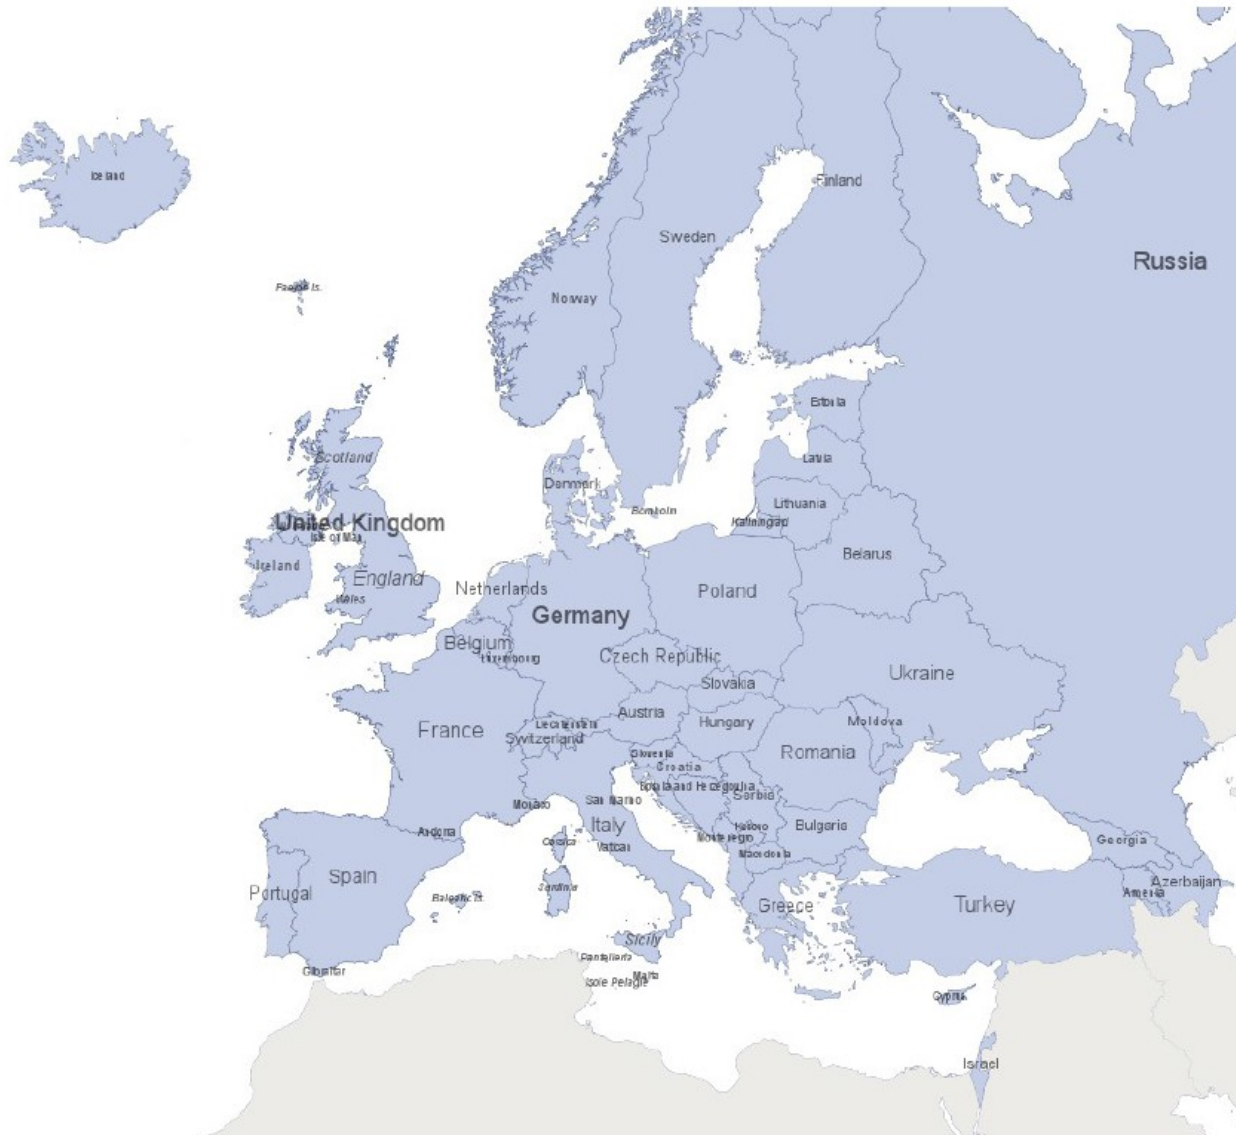 Iceland
Finland
Sweden
Russia
Faeroe Is.
Norway
Estonia
Scotland
Latvia
Denmark
Lithuania
Bornholm
Kaliningrad
United Kingdom
Isle of Man
Belarus
Ireland
England
Netherlands
Poland
Wales
Germany
Belgium
Luxembourg
Czech Republic
Ukraine
Slovakia
Austria
Liechtenstein
Hungary
Moldova
France
Switzerland
Slovenia
Romania
Croatia
Bosnia and Herzegovina
Serbia
Monaco
San Marino
Italy
Kosovo
Bulgaria
Andorra
Montenegro
Corsica
Vatican
Georgia
Macedonia
Spain
Azerbaijan
Portugal
Sardinia
Armenia
Balearic Is.
Greece
Turkey
Sicily
Pantelleria
Gibraltar
Malta
Isole Pelagie
Cyprus
Israel